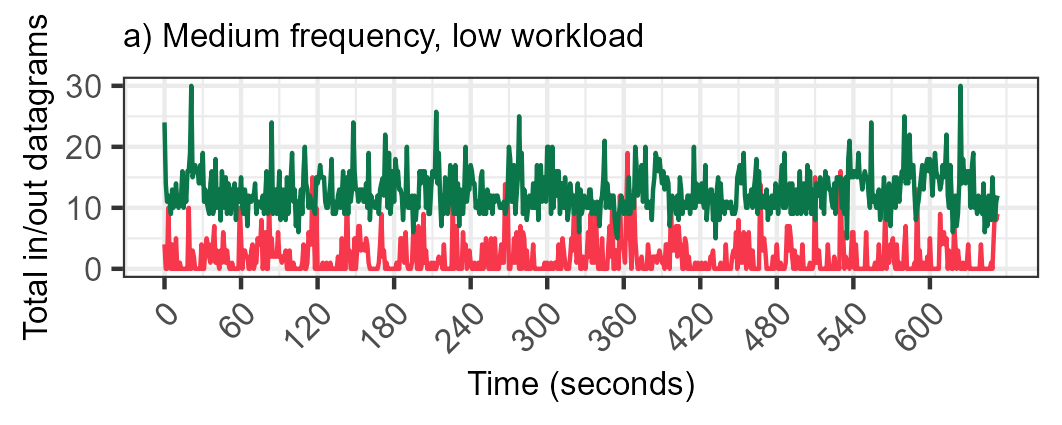 a) Medium frequency, low workload
Total in/out datagrams
30
20
10
0
0 60 120 180 240 300 360 420 480 540 600
Time (seconds)